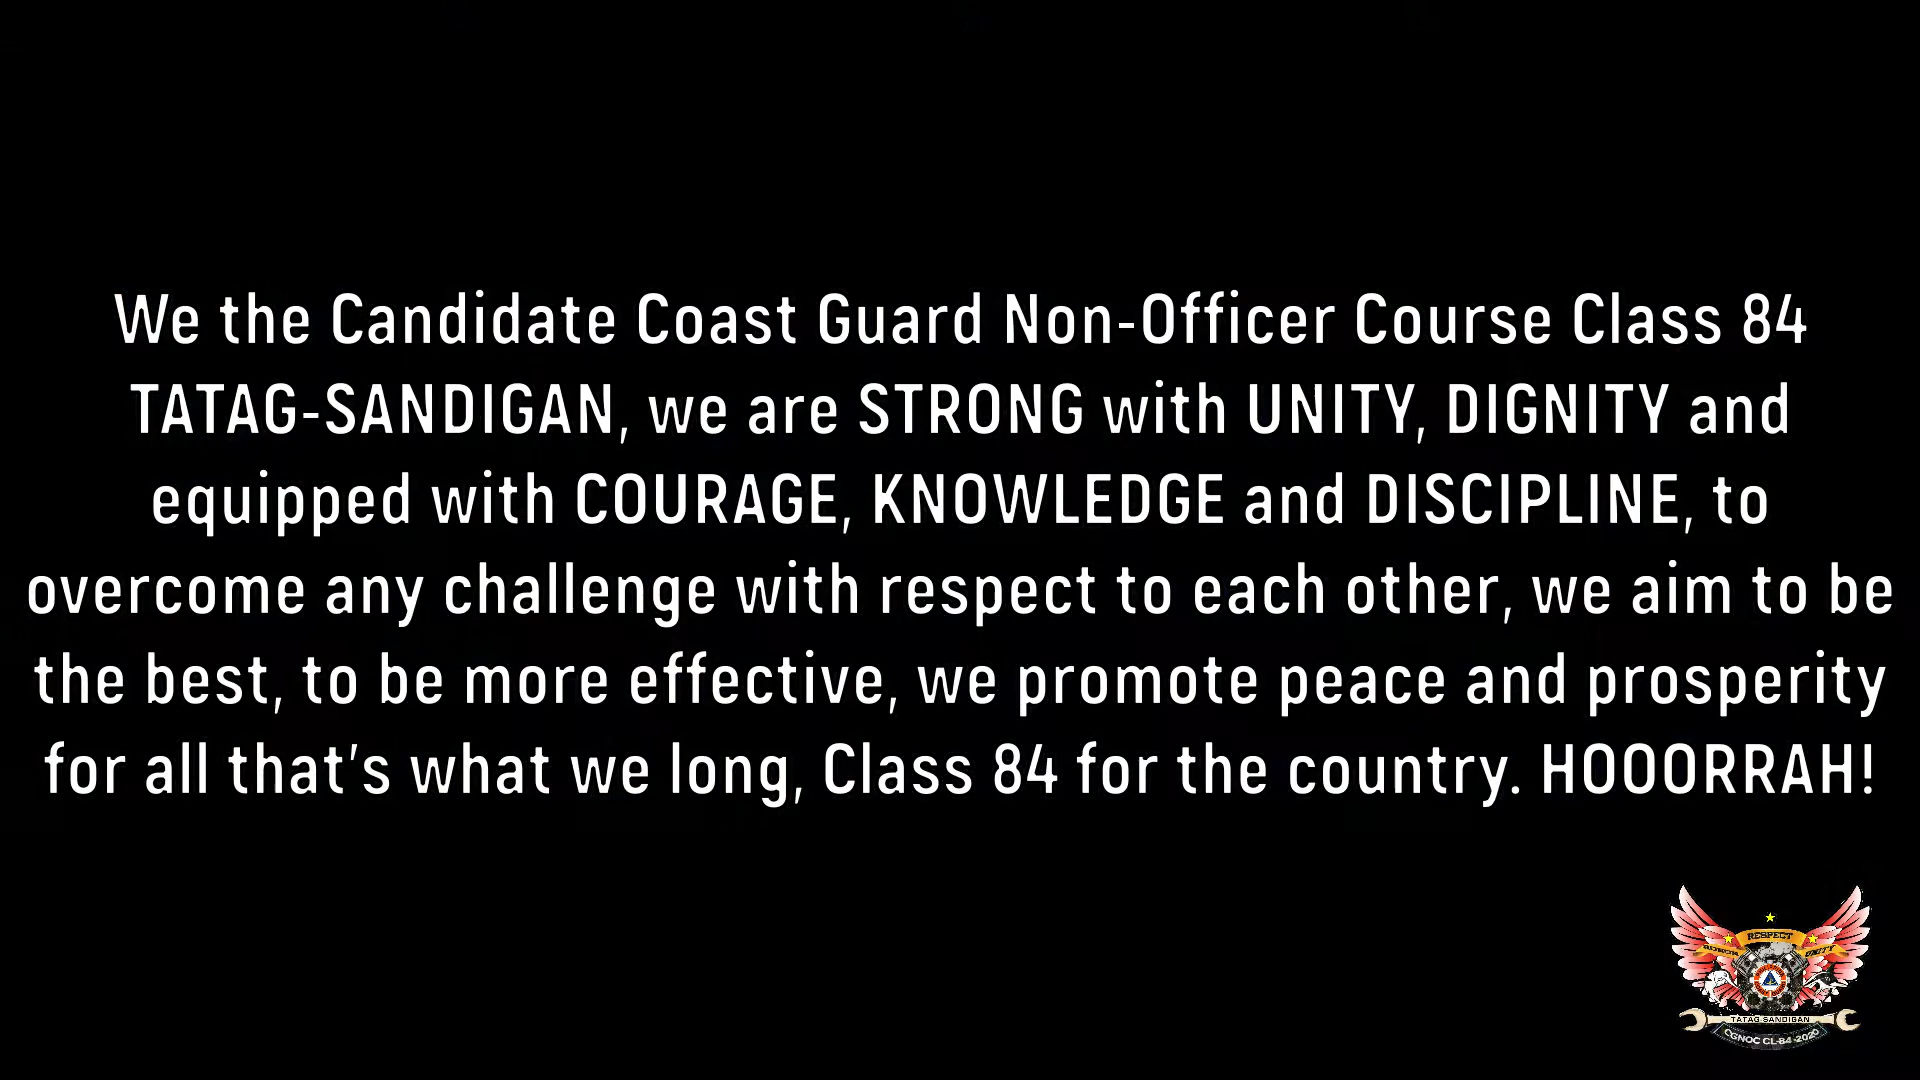 We the Candidate Coast Guard Non-Officer Course Class 84
TATAG-SANDIGAN, we are STRONG with UNITY, DIGNITY and
equipped with COURAGE, KNOWLEDGE and DISCIPLINE, to
overcome any challenge with respect to each other, we aim to be
the best, to be more effective, we promote peace and prosperity
for all that's what we long, Class 84 for the country. HOOORRAH!
RESPECT
UNITY
TATAG SANDIGAN
CGNOC CL-84-2020